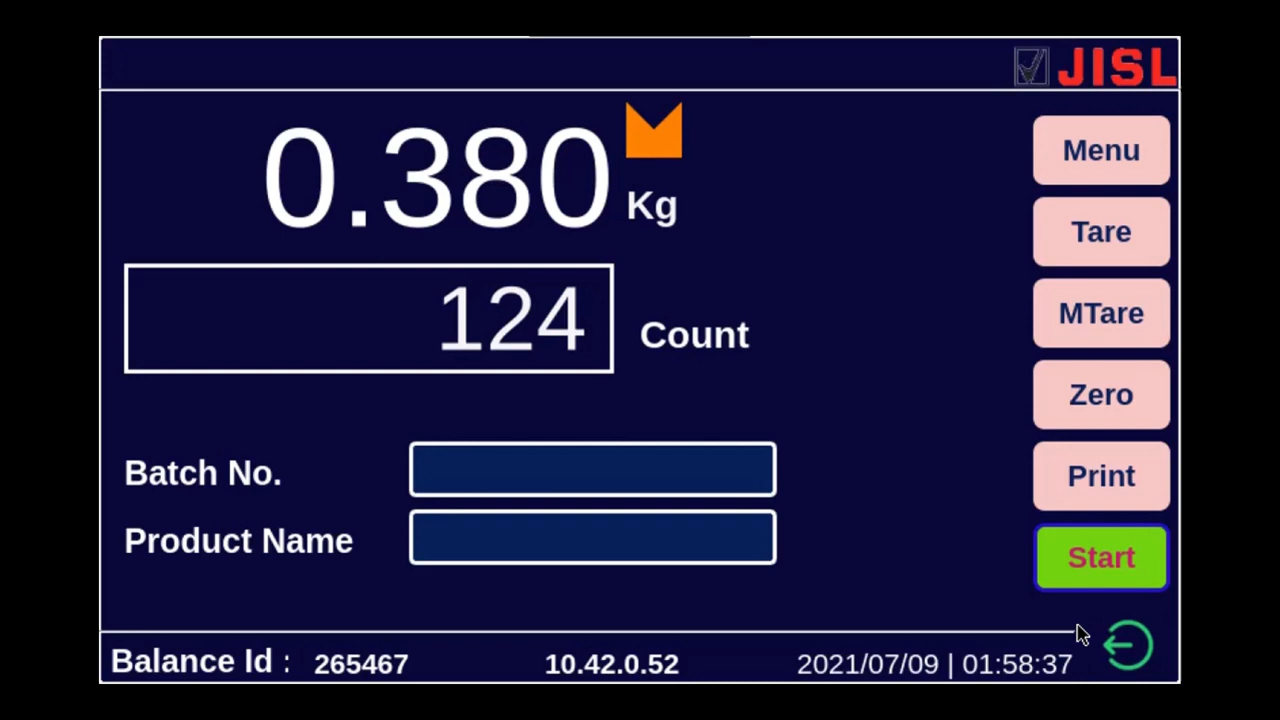 JISL
0.380 Kg
124 Count
Batch No.
Product Name
Menu
Tare
MTare
Zero
Print
Start
Balance Id : 265467 10.42.0.52 2021/07/09 | 01:58:37